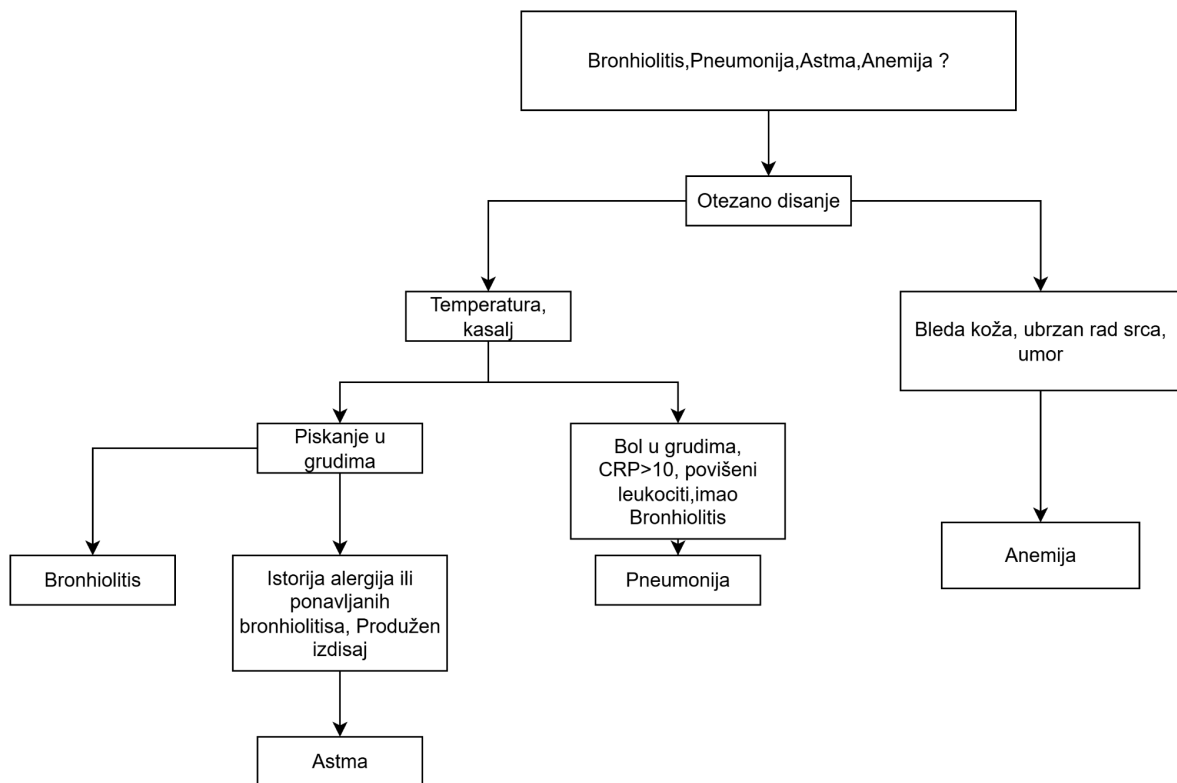 Bronhiolitis,Pneumonija,Astma,Anemija ?
Otezano disanje
Temperatura,
kasalj
Bleda koža, ubrzan rad srca,
umor
Piskanje u
grudima
Bol u grudima,
CRP>10, povišeni
leukociti,imao
Bronhiolitis
Bronhiolitis
Istorija alergija ili
ponavljanih
bronhiolitisa, Produžen
izdisaj
Pneumonija
Anemija
Astma